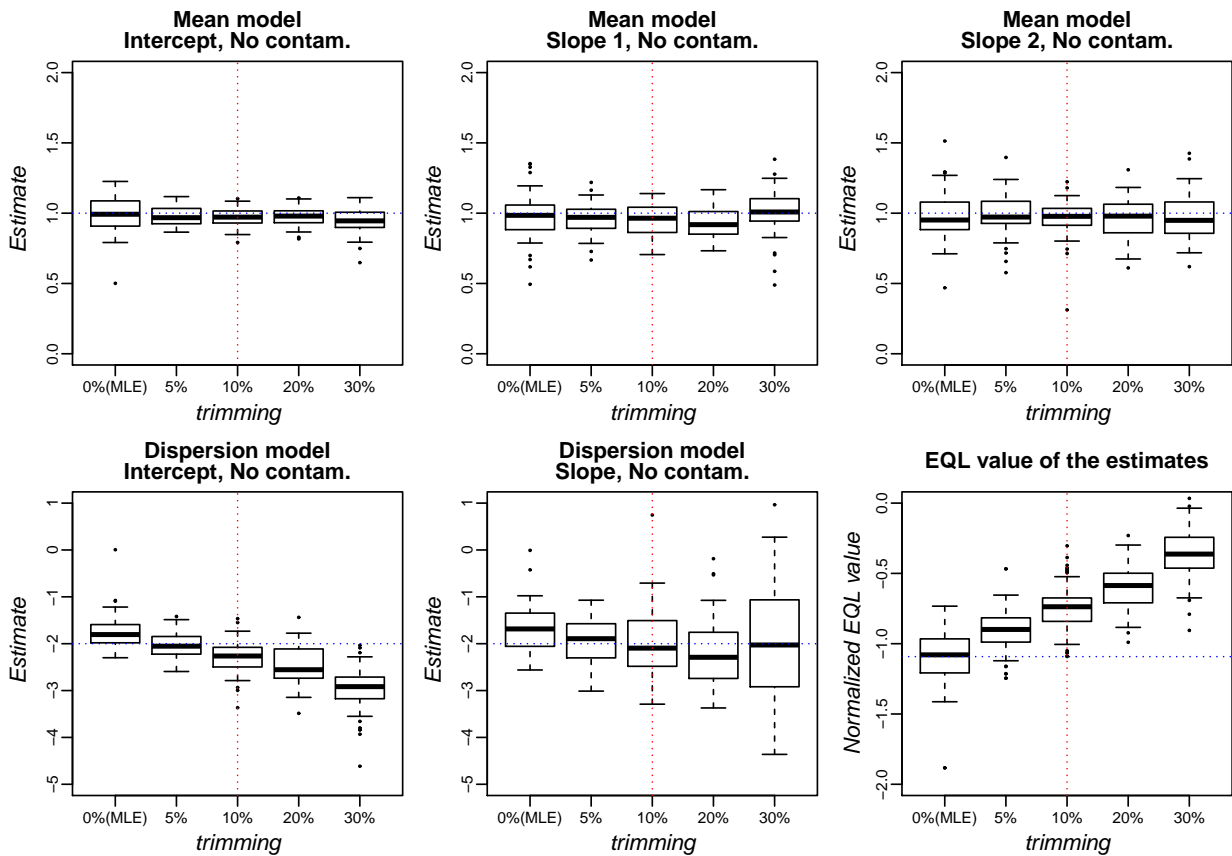 Mean model
Intercept, No contam.
Estimate
2.0
1.5
1.0
0.5
0.0
0%(MLE) 5% 10% 20% 30%
trimming
Mean model
Slope 1, No contam.
Estimate
2.0
1.5
1.0
0.5
0.0
0%(MLE) 5% 10% 20% 30%
trimming
Mean model
Slope 2, No contam.
Estimate
2.0
1.5
1.0
0.5
0.0
0%(MLE) 5% 10% 20% 30%
trimming
Dispersion model
Intercept, No contam.
Estimate
1
0
−1
−2
−3
−4
−5
0%(MLE) 5% 10% 20% 30%
trimming
Dispersion model
Slope, No contam.
Estimate
1
0
−1
−2
−3
−4
−5
0%(MLE) 5% 10% 20% 30%
trimming
EQL value of the estimates
Normalized EQL value
0.0
−0.5
−1.0
−1.5
−2.0
0%(MLE) 5% 10% 20% 30%
trimming